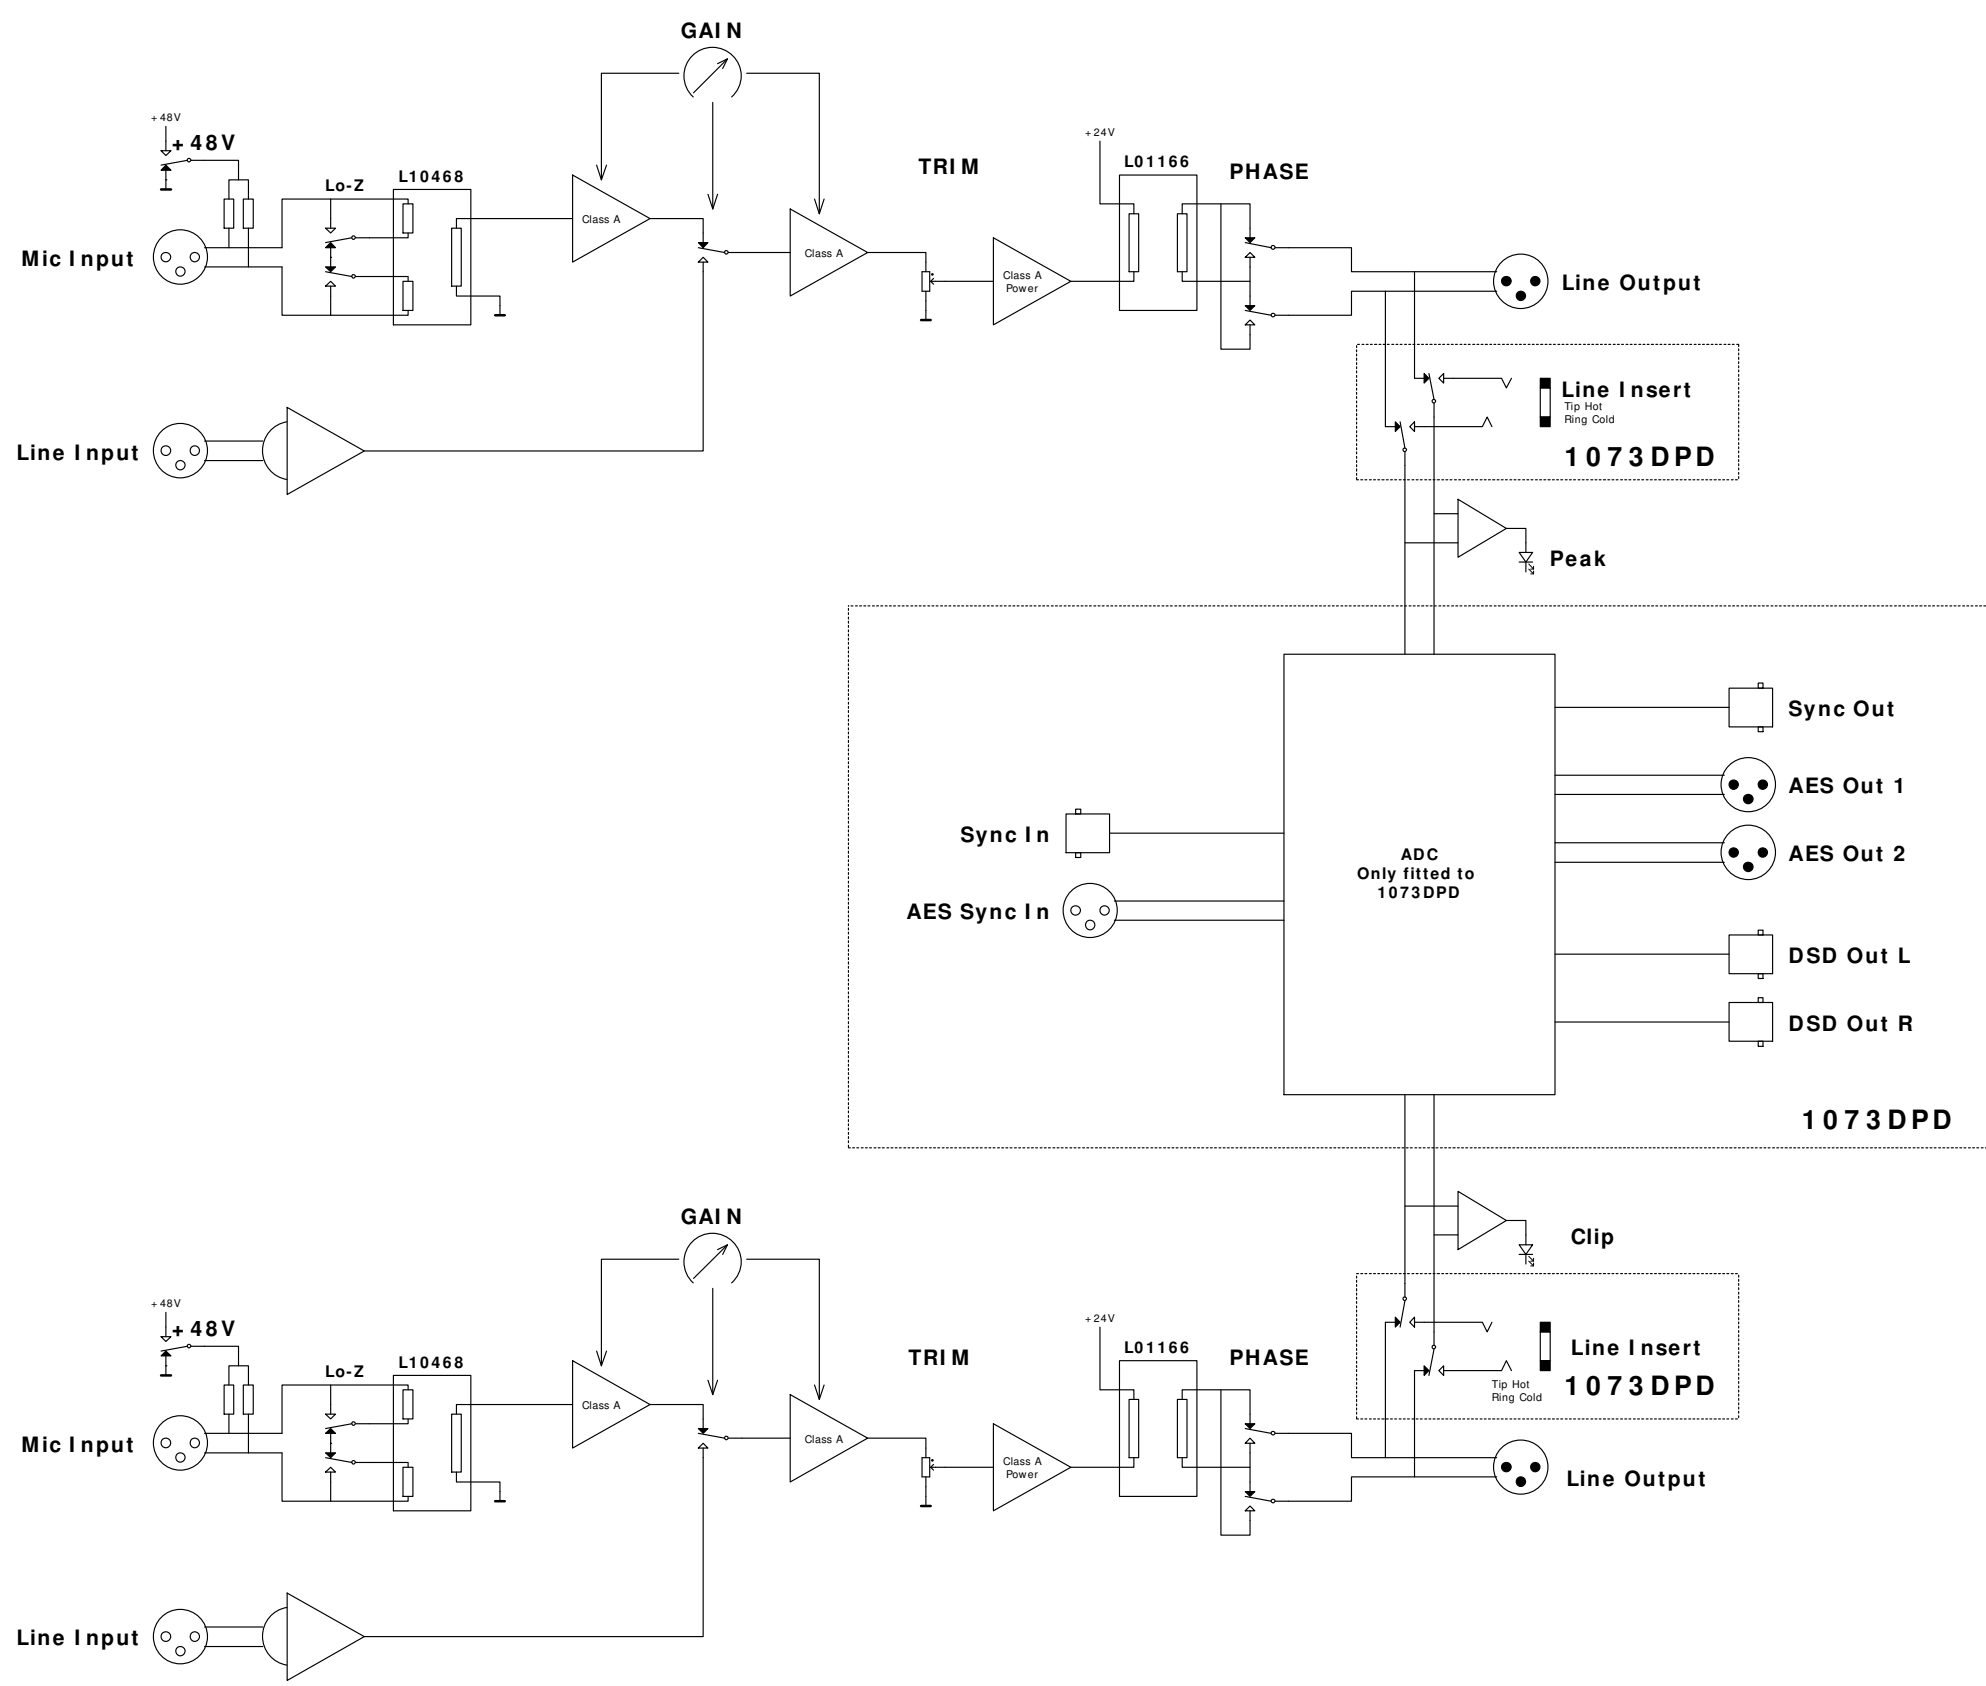 GAIN
+48V
+48V
Lo-Z
L10468
Mic Input
Class A
Class A
TRIM
Class A
Power
+24V
L01166
PHASE
Line Output
Line Input
Line Insert
Tip Hot
Ring Cold
1073DPD
Peak
Sync In
AES Sync In
ADC
Only fitted to
1073DPD
Sync Out
AES Out 1
AES Out 2
DSD Out L
DSD Out R
1073DPD
Clip
GAIN
+48V
+48V
Lo-Z
L10468
Mic Input
Class A
Class A
TRIM
Class A
Power
+24V
L01166
PHASE
Line Insert
1073DPD
Tip Hot
Ring Cold
Line Output
Line Input